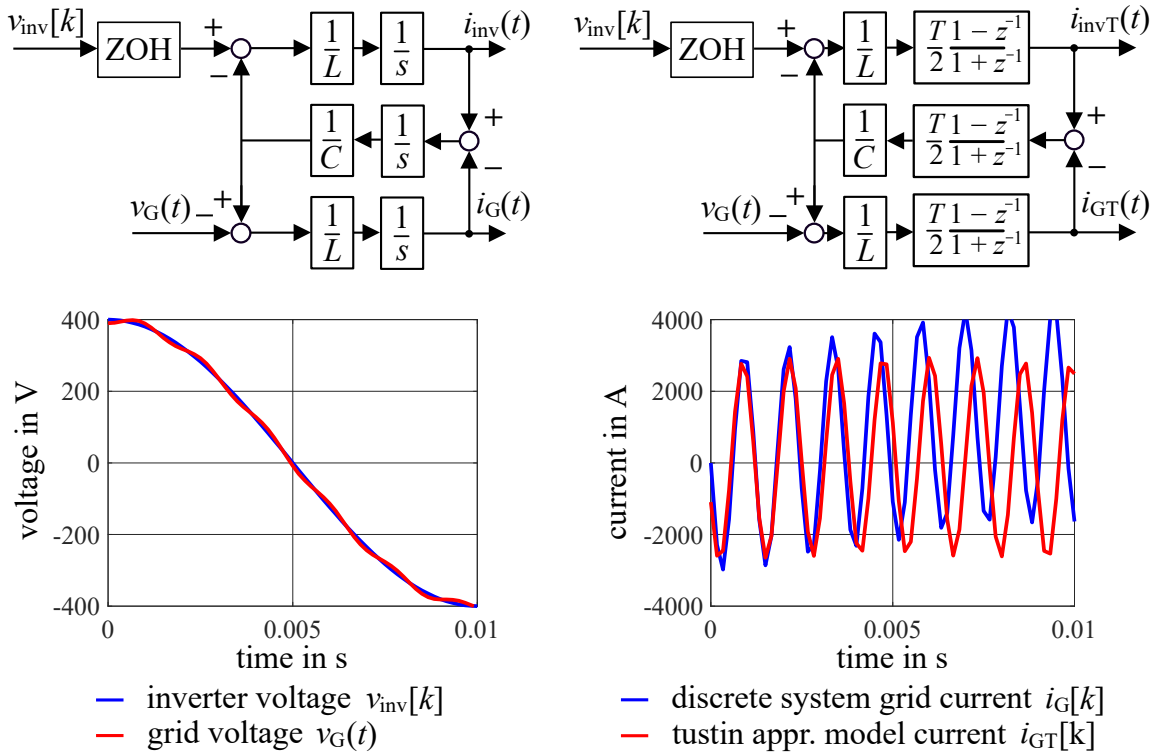 v_inv[k] ZOH + − 1/L 1/s i_inv(t)
1/C 1/s + −
v_G(t) − + 1/L 1/s i_G(t)
v_inv[k] ZOH + − 1/L T/2 (1 − z⁻¹)/(1 + z⁻¹) i_invT(t)
1/C T/2 (1 − z⁻¹)/(1 + z⁻¹) + −
v_G(t) − + 1/L T/2 (1 − z⁻¹)/(1 + z⁻¹) i_GT(t)
voltage in V
400
200
0
-200
-400
0 0.005 0.01
time in s
inverter voltage v_inv[k]
grid voltage v_G(t)
current in A
4000
2000
0
-2000
-4000
0 0.005 0.01
time in s
discrete system grid current i_G[k]
tustin appr. model current i_GT[k]